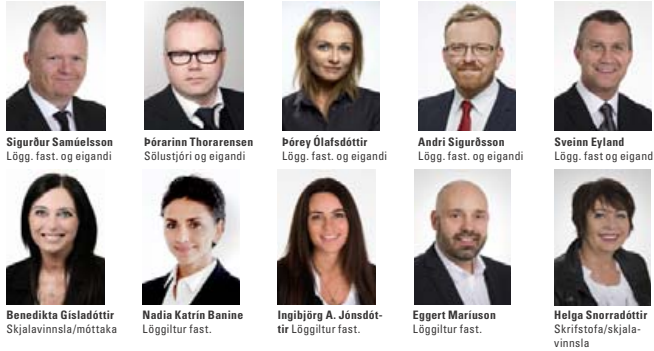 Sigurður Samúelsson
Lögg. fast. og eigandi
Þórarinn Thorarensen
Sölustjóri og eigandi
Þórey Ólafsdóttir
Lögg. fast. og eigandi
Andri Sigurðsson
Lögg. fast. og eigandi
Sveinn Eyland
Lögg. fast og eigand
Benedikta Gísladóttir
Skjalavinnsla/móttaka
Nadia Katrín Banine
Löggiltur fast.
Ingibjörg A. Jónsdót-
tir Löggiltur fast.
Eggert Maríuson
Löggiltur fast.
Helga Snorradóttir
Skrifstofa/skjala-
vinnsla